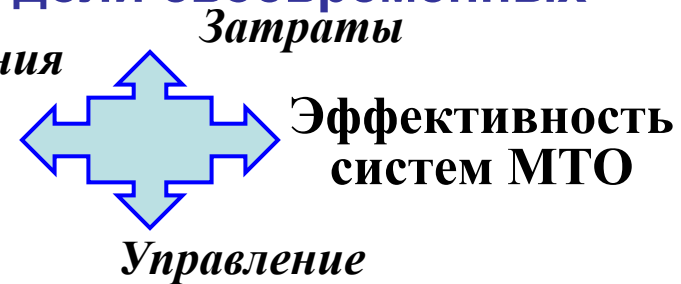 Затраты
Эффективность
систем МТО
Управление